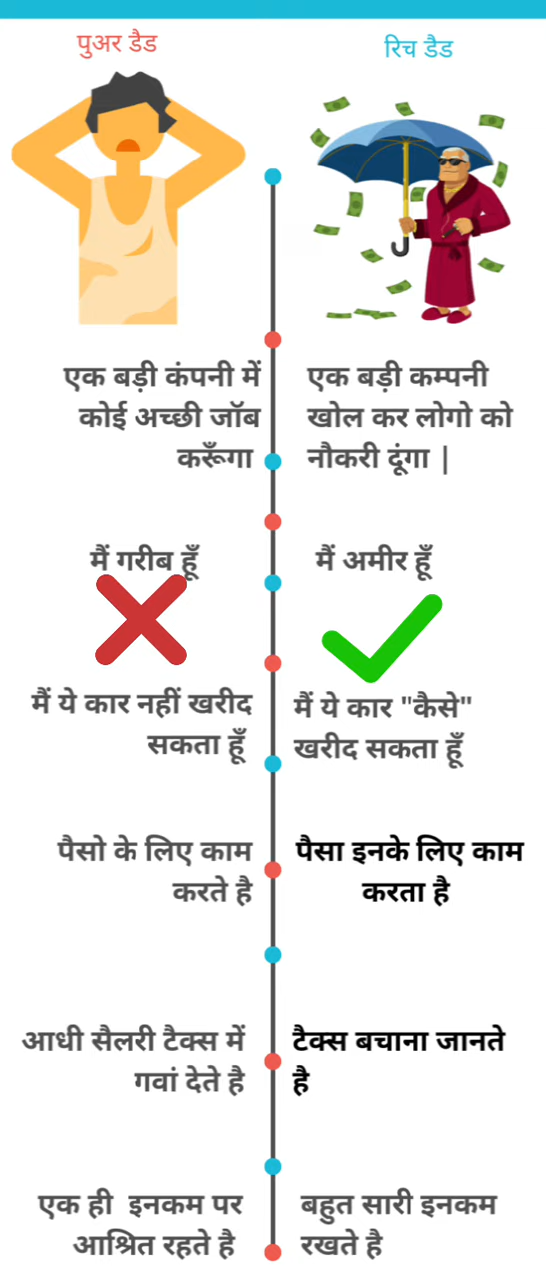 पुअर डैड
रिच डैड
एक बड़ी कंपनी में
कोई अच्छी जॉब
करूँगा
एक बड़ी कम्पनी
खोल कर लोगो को
नौकरी दूंगा |
मैं गरीब हूँ
मैं अमीर हूँ
मैं ये कार नहीं खरीद
सकता हूँ
मैं ये कार "कैसे"
खरीद सकता हूँ
पैसो के लिए काम
करते है
पैसा इनके लिए काम
करता है
आधी सैलरी टैक्स में
गवां देते है
टैक्स बचाना जानते
है
एक ही इनकम पर
आश्रित रहते है
बहुत सारी इनकम
रखते है